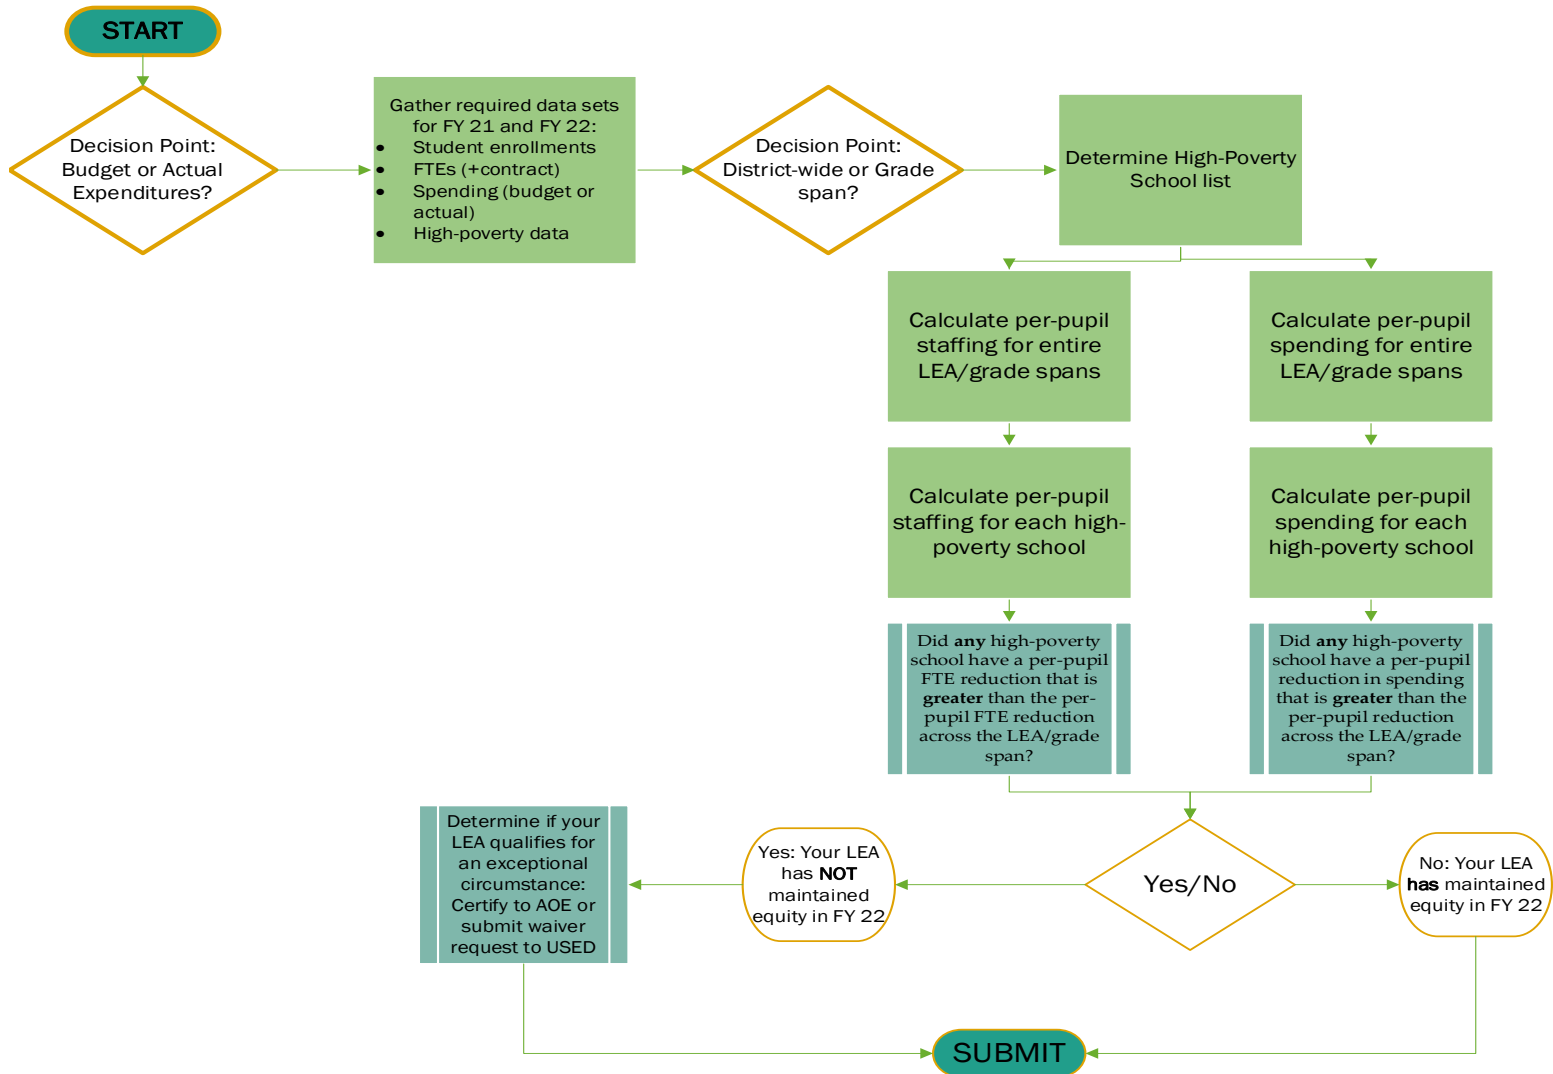 START
Decision Point:
Budget or Actual
Expenditures?
Gather required data sets
for FY 21 and FY 22:
• Student enrollments
• FTEs (+contract)
• Spending (budget or
actual)
• High-poverty data
Decision Point:
District-wide or Grade
span?
Determine High-Poverty
School list
Calculate per-pupil
staffing for entire
LEA/grade spans
Calculate per-pupil
spending for entire
LEA/grade spans
Calculate per-pupil
staffing for each high-
poverty school
Calculate per-pupil
spending for each
high-poverty school
Did any high-poverty
school have a per-pupil
FTE reduction that is
greater than the per-
pupil FTE reduction
across the LEA/grade
span?
Did any high-poverty
school have a per-pupil
reduction in spending
that is greater than the
per-pupil reduction
across the LEA/grade
span?
Determine if your
LEA qualifies for
an exceptional
circumstance:
Certify to AOE or
submit waiver
request to USED
Yes: Your LEA
has NOT
maintained
equity in FY 22
Yes/No
No: Your LEA
has maintained
equity in FY 22
SUBMIT